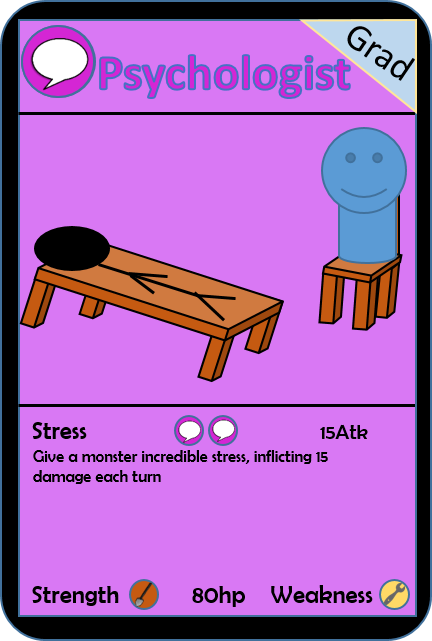 Psychologist
Grad
Stress 15Atk
Give a monster incredible stress, inflicting 15
damage each turn
Strength 80hp Weakness